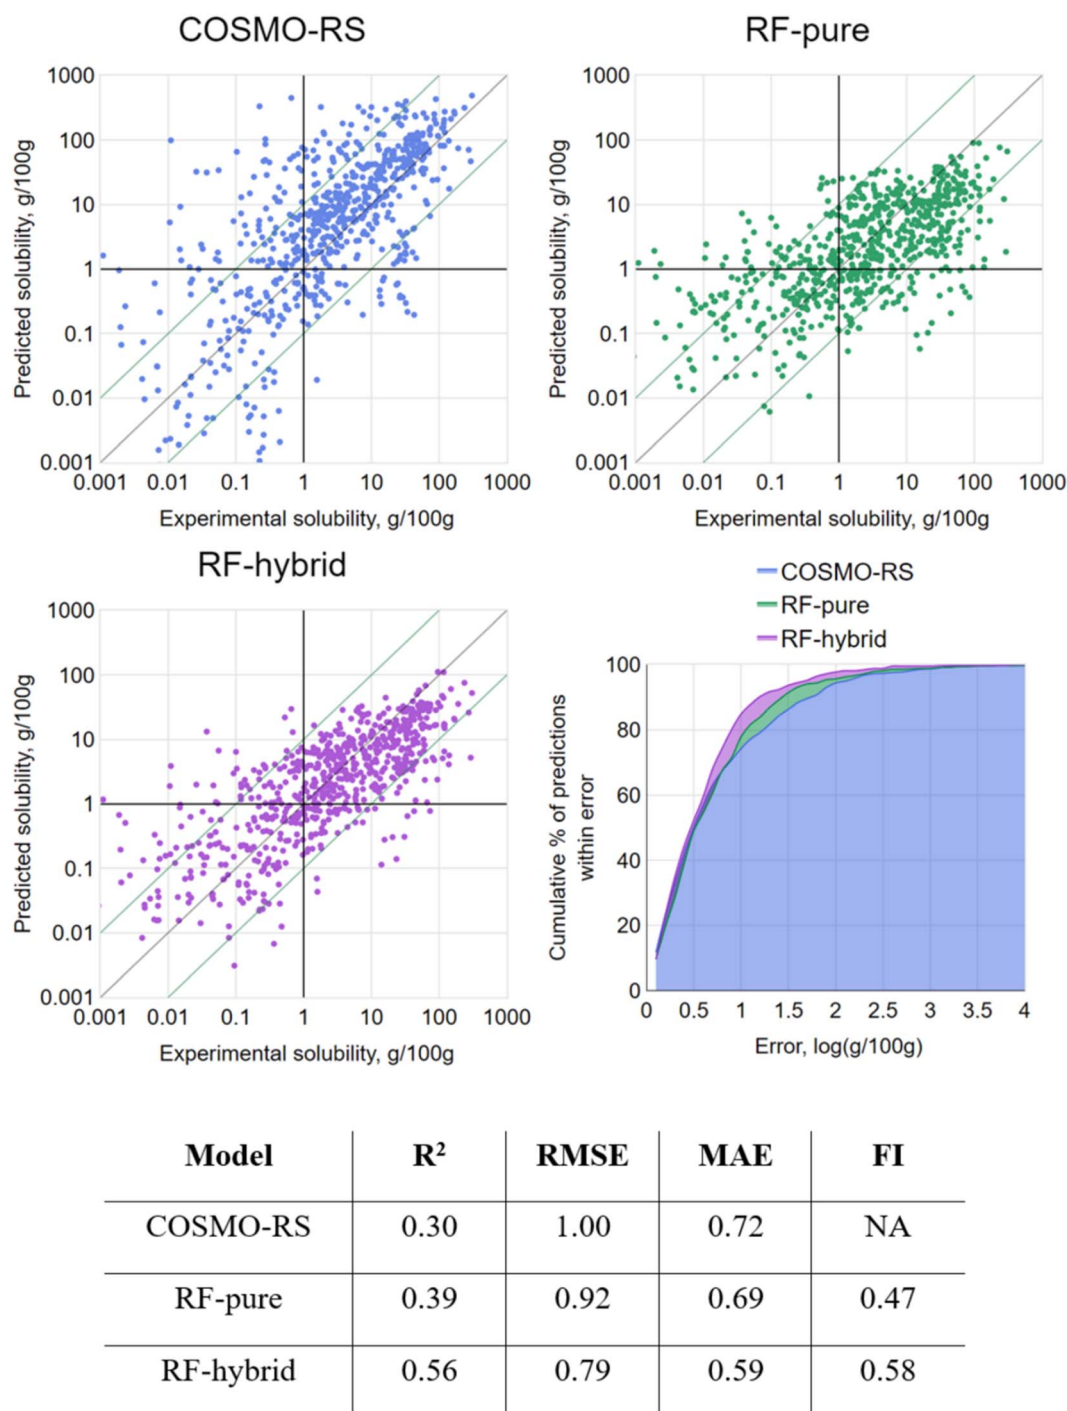 COSMO-RS
RF-pure
1000
100
10
1
0.1
0.01
0.001
Predicted solubility, g/100g
0.001 0.01 0.1 1 10 100 1000
Experimental solubility, g/100g
1000
100
10
1
0.1
0.01
0.001
Predicted solubility, g/100g
0.001 0.01 0.1 1 10 100 1000
Experimental solubility, g/100g
RF-hybrid
1000
100
10
1
0.1
0.01
0.001
Predicted solubility, g/100g
0.001 0.01 0.1 1 10 100 1000
Experimental solubility, g/100g
COSMO-RS
RF-pure
RF-hybrid
100
80
60
40
20
0
Cumulative % of predictions
within error
0 0.5 1 1.5 2 2.5 3 3.5 4
Error, log(g/100g)
Model R² RMSE MAE FI
COSMO-RS 0.30 1.00 0.72 NA
RF-pure 0.39 0.92 0.69 0.47
RF-hybrid 0.56 0.79 0.59 0.58